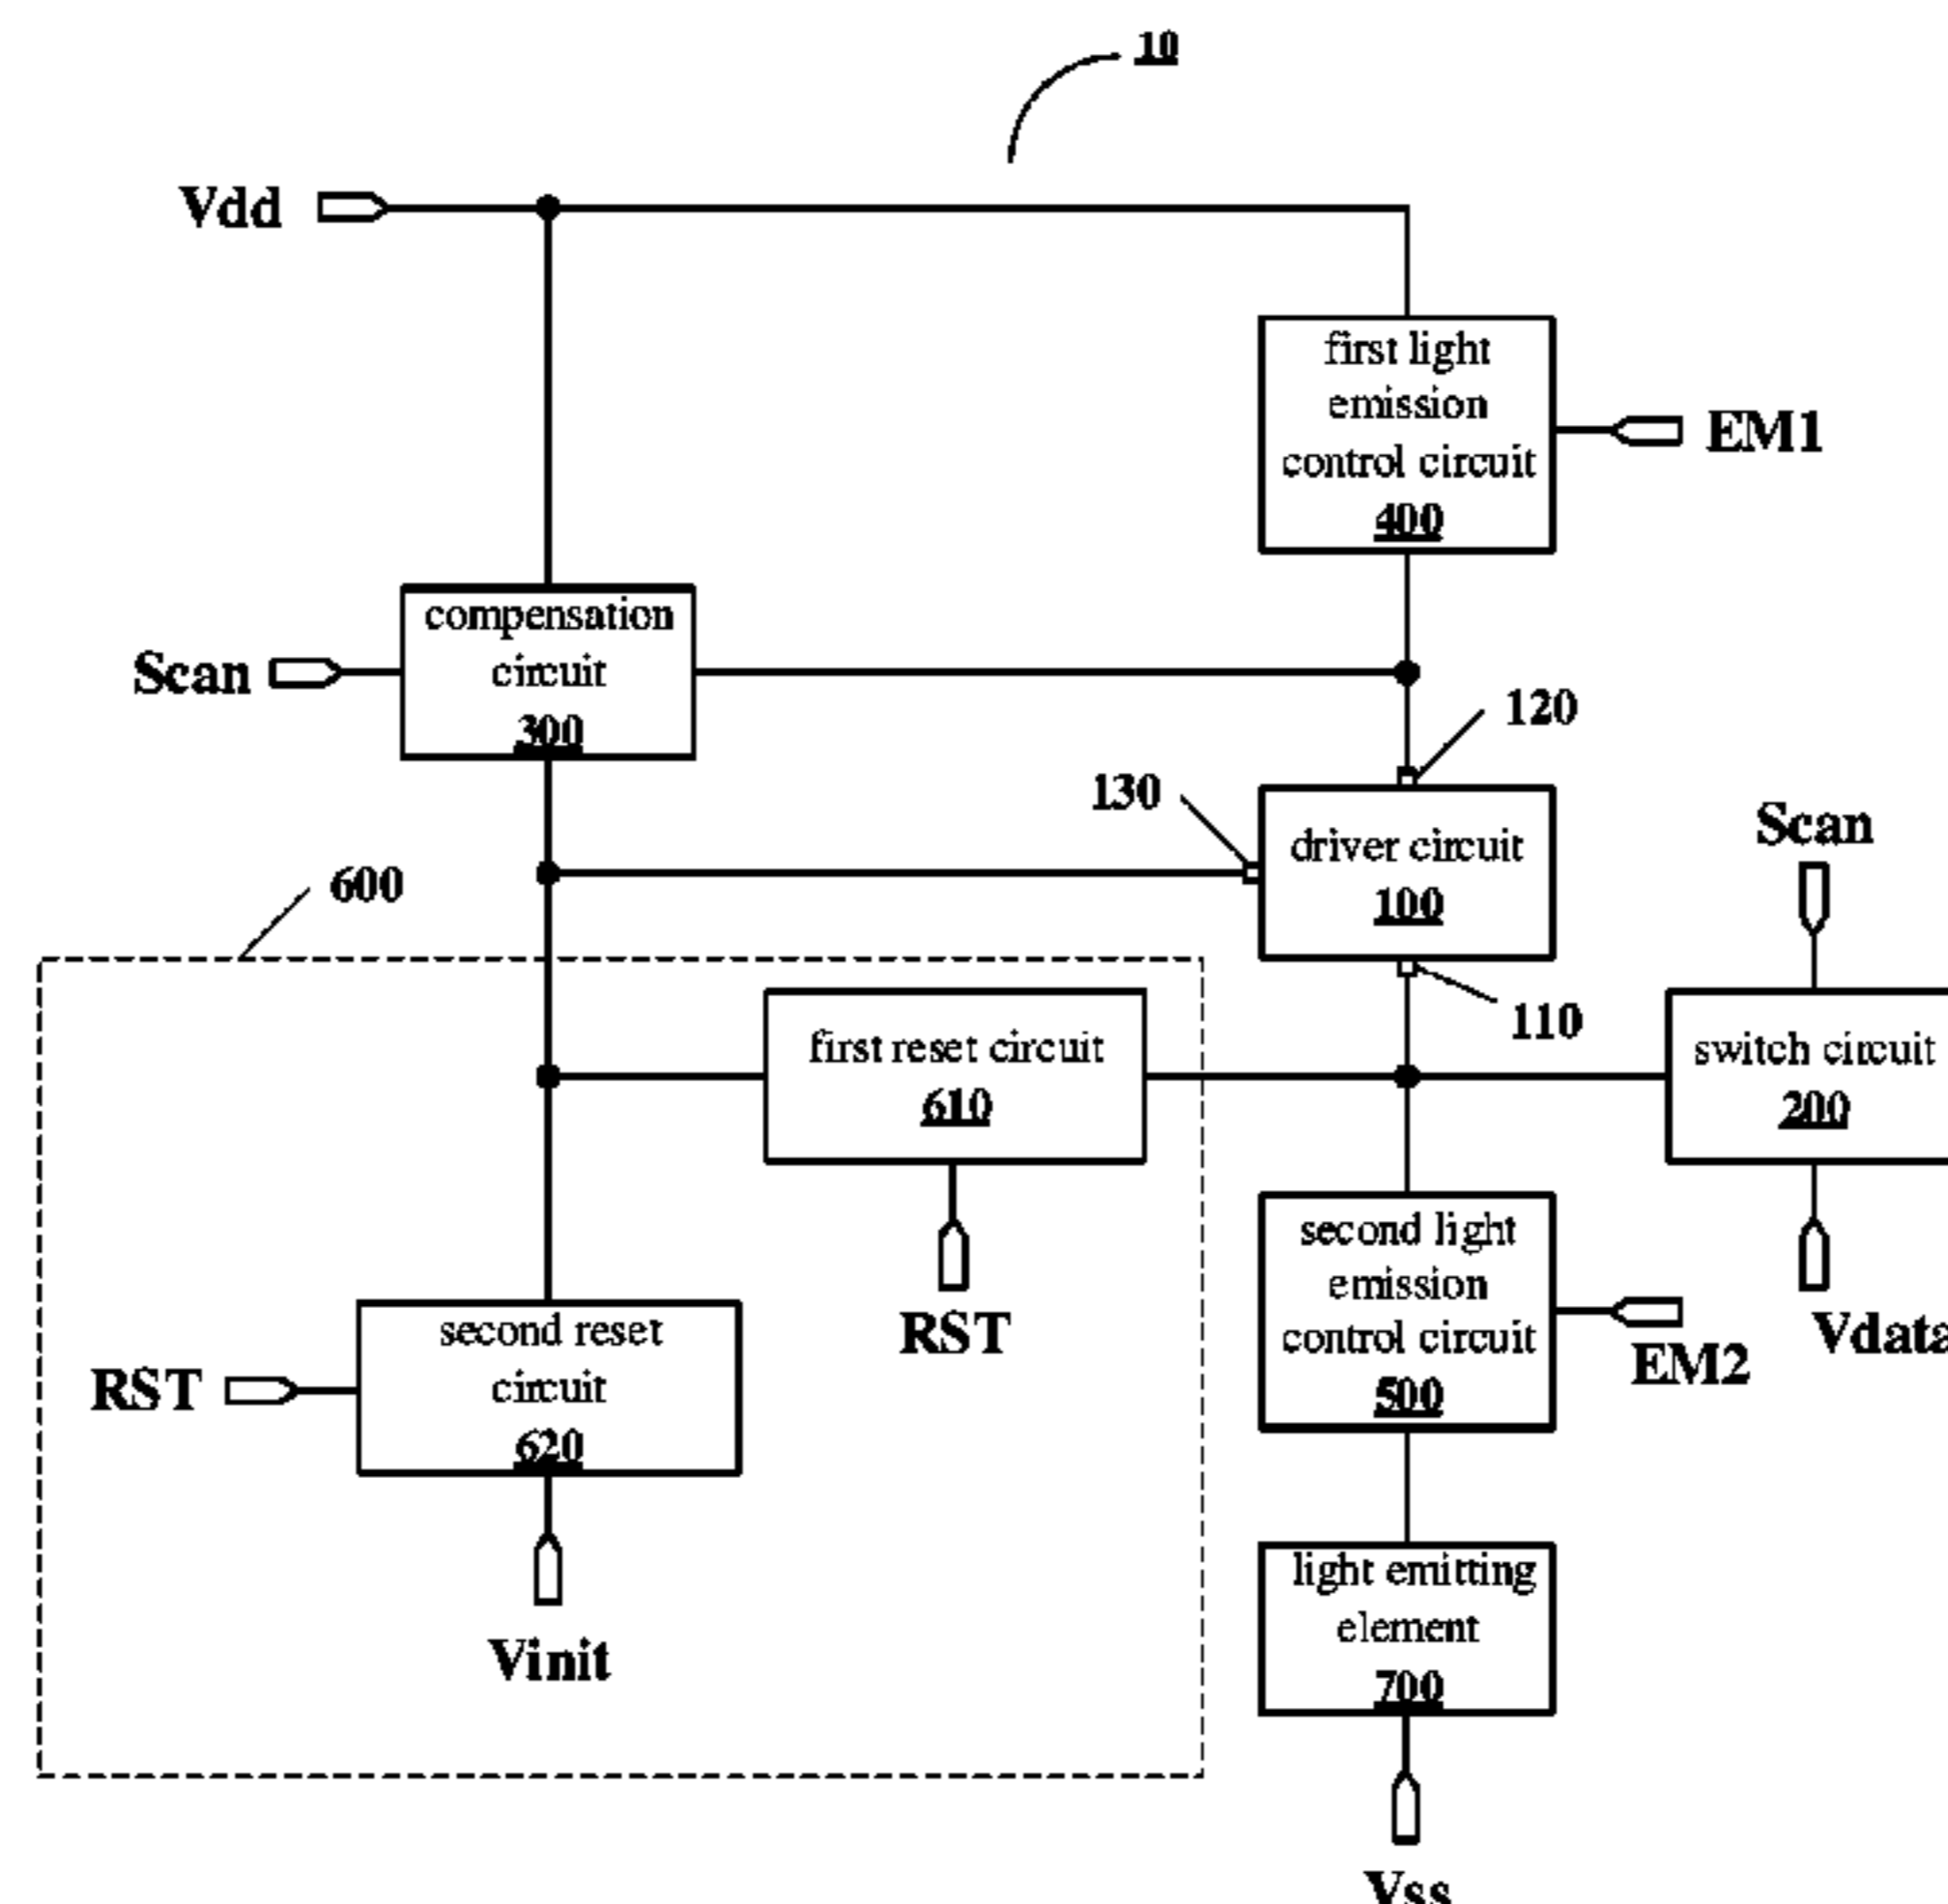 10
Vdd
first light
emission
control circuit
400
EM1
compensation
circuit
300
Scan
120
130
driver circuit
100
Scan
600
110
first reset circuit
610
switch circuit
200
second light
emission
control circuit
500
RST
EM2
Vdata
second reset
circuit
620
RST
light emitting
element
700
Vinit
Vss